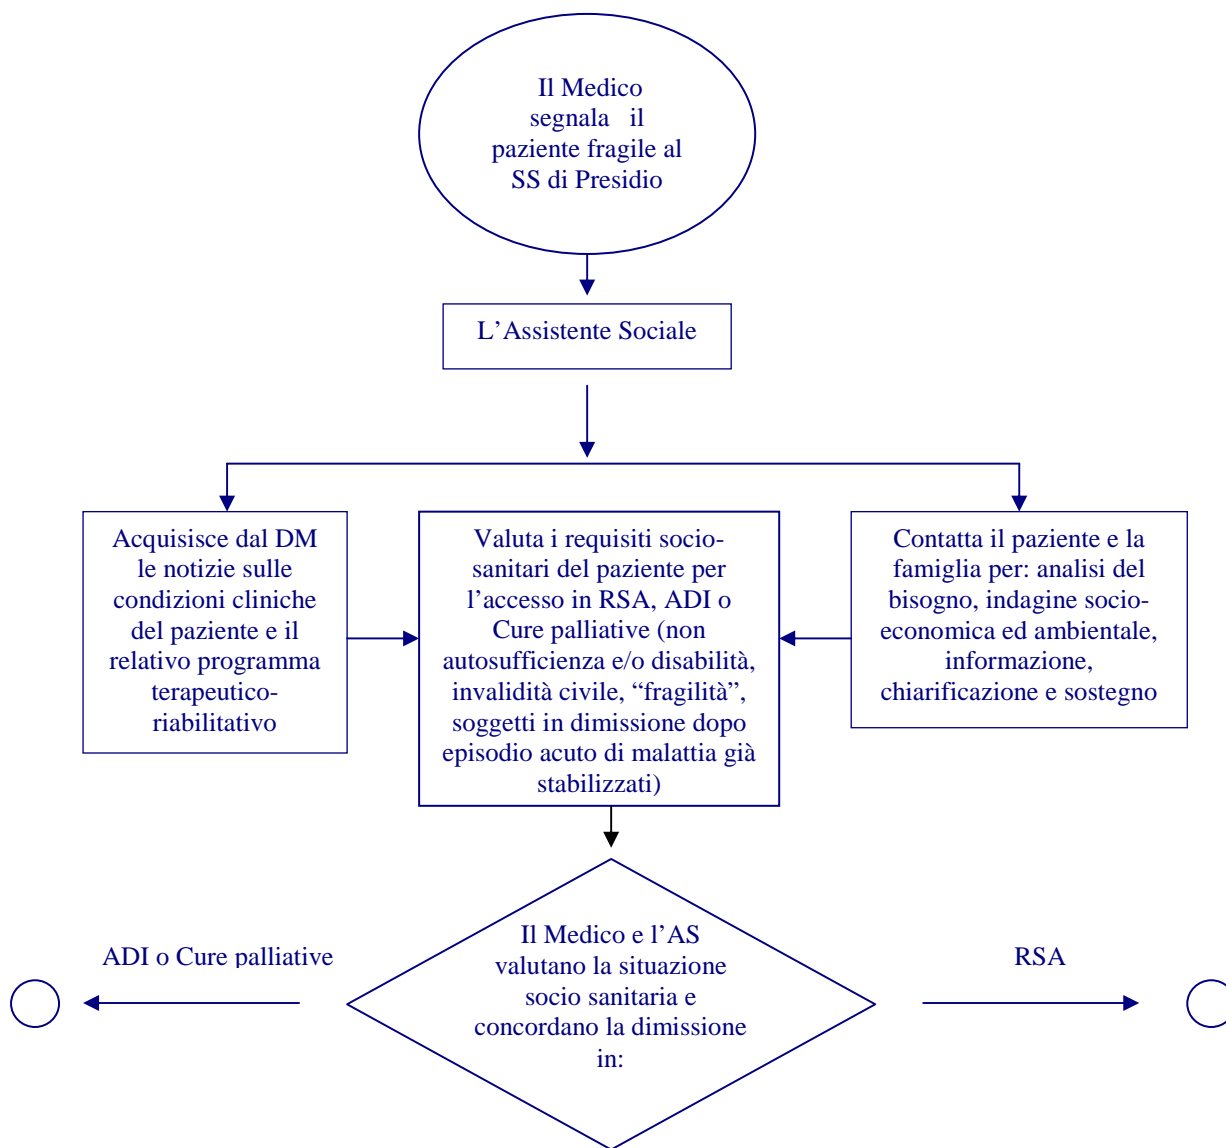 Il Medico
segnala il
paziente fragile al
SS di Presidio
L’Assistente Sociale
Acquisisce dal DM
le notizie sulle
condizioni cliniche
del paziente e il
relativo programma
terapeutico-
riabilitativo
Valuta i requisiti socio-
sanitari del paziente per
l’accesso in RSA, ADI o
Cure palliative (non
autosufficienza e/o disabilità,
invalidità civile, “fragilità”,
soggetti in dimissione dopo
episodio acuto di malattia già
stabilizzati)
Contatta il paziente e la
famiglia per: analisi del
bisogno, indagine socio-
economica ed ambientale,
informazione,
chiarificazione e sostegno
ADI o Cure palliative
Il Medico e l’AS
valutano la situazione
socio sanitaria e
concordano la dimissione
in:
RSA